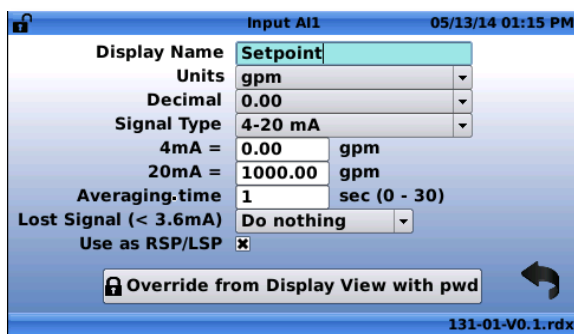 Input AI1 05/13/14 01:15 PM
Display Name Setpoint
Units gpm
Decimal 0.00
Signal Type 4-20 mA
4mA = 0.00 gpm
20mA = 1000.00 gpm
Averaging.time 1 sec (0 - 30)
Lost Signal (< 3.6mA) Do nothing
Use as RSP/LSP
Override from Display View with pwd
131-01-V0.1.rdx